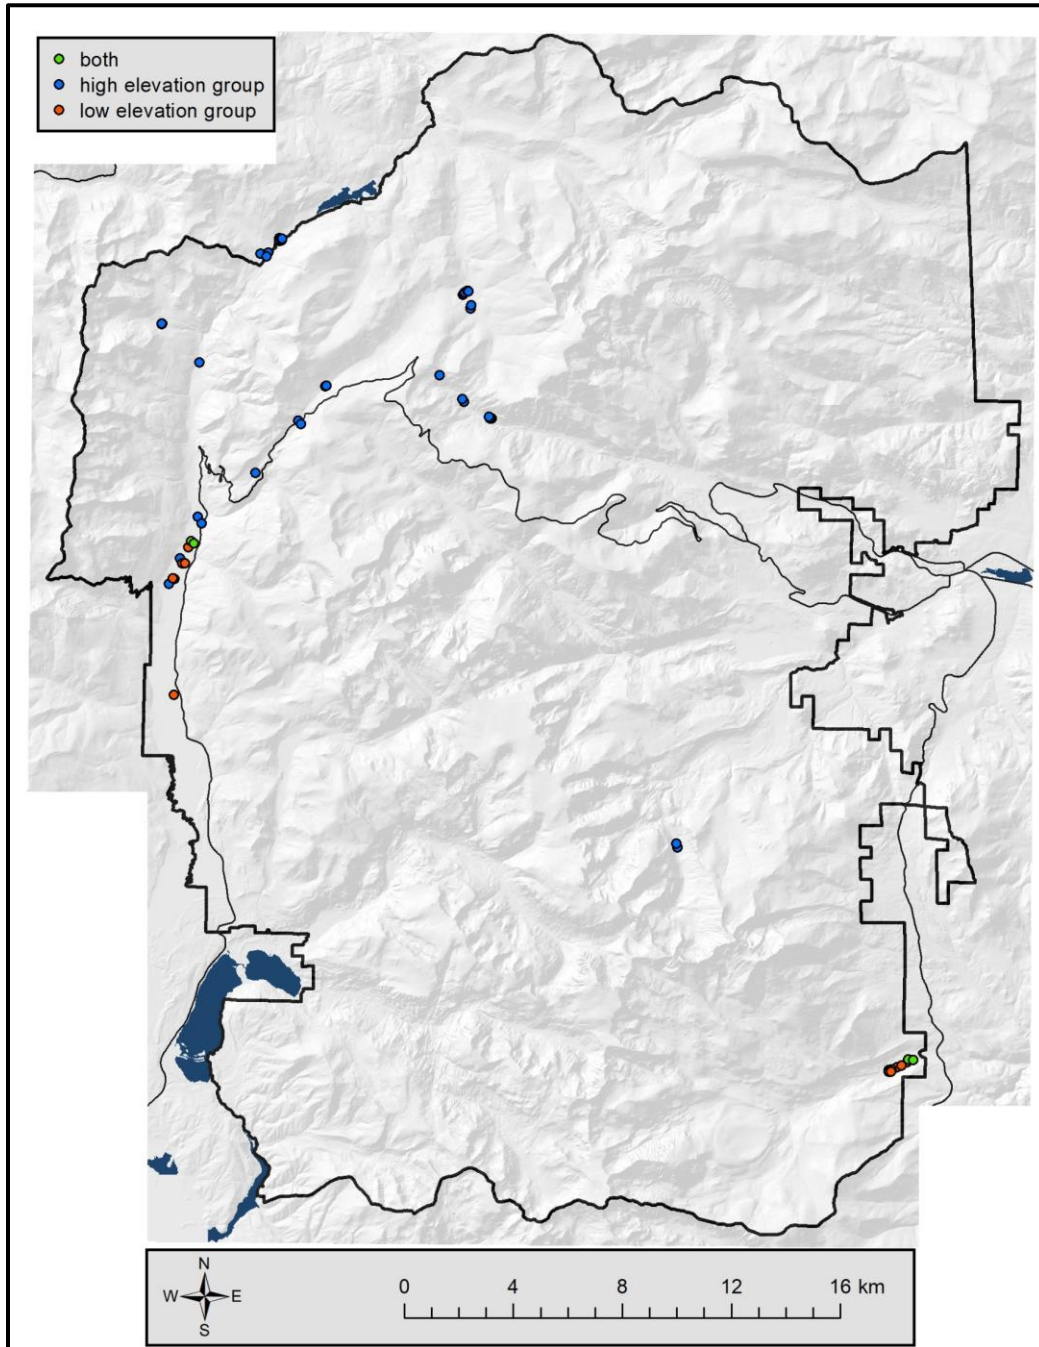 both
high elevation group
low elevation group
N
W E
S
0 4 8 12 16 km